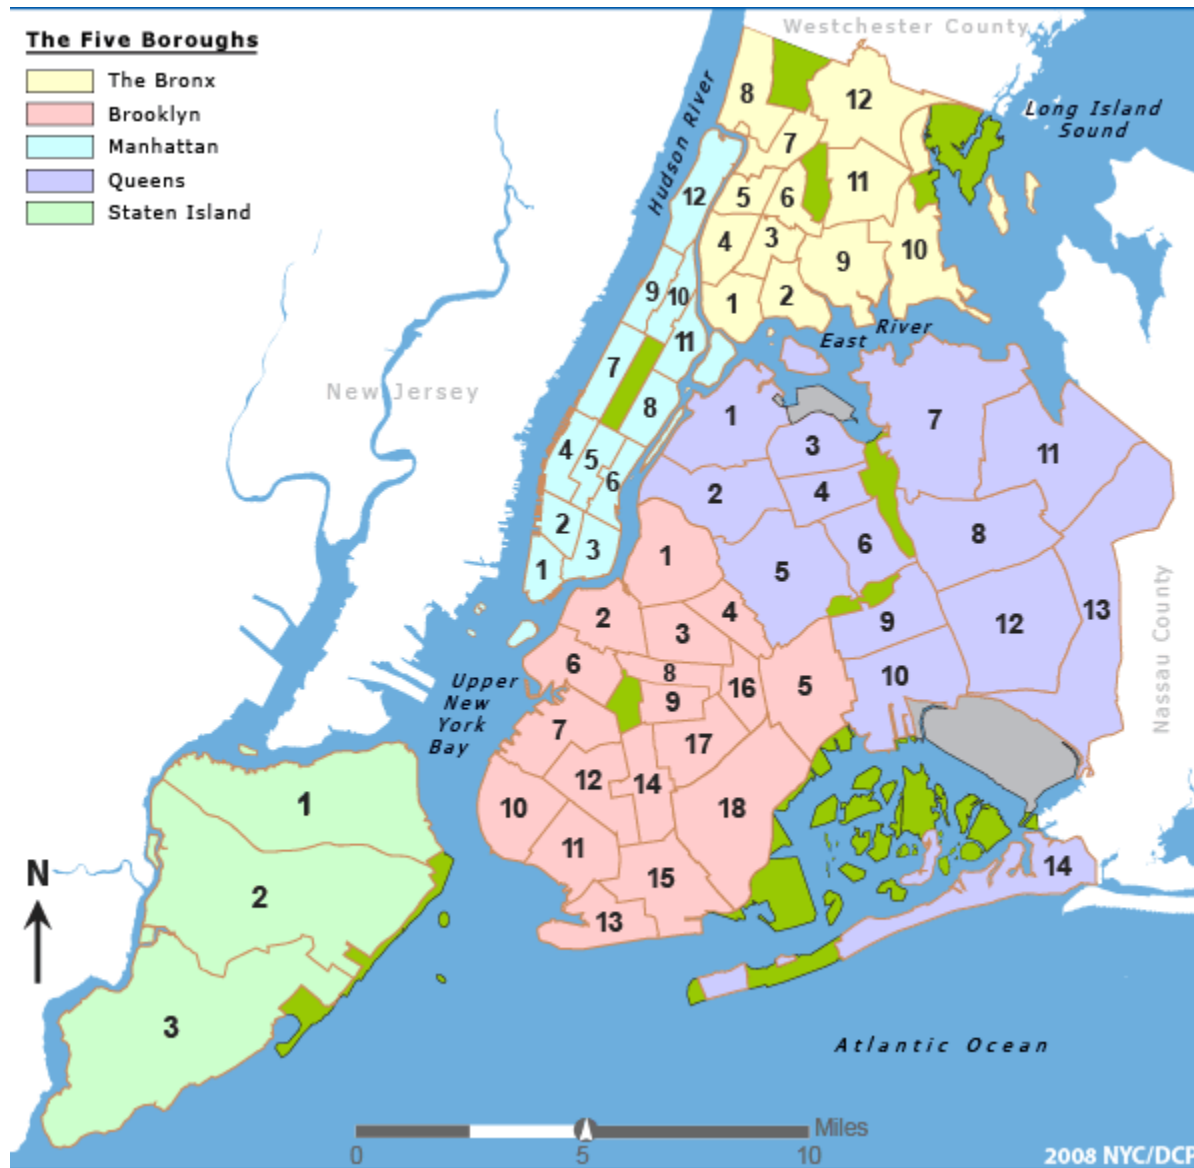 The Five Boroughs
The Bronx
Brooklyn
Manhattan
Queens
Staten Island
Westchester County
Hudson River
Long Island
Sound
8
12
7
12
5
6
11
4
3
10
9
9
10
1
2
11
East River
7
New Jersey
8
1
7
4
5
3
11
6
2
4
2
8
3
6
1
1
5
Nassau County
2
4
3
9
12
13
6
8
16
5
10
9
Upper
New
York
Bay
7
17
12
14
1
10
18
11
14
15
N
2
13
3
Atlantic Ocean
Miles
0
5
10
2008 NYC/DCP